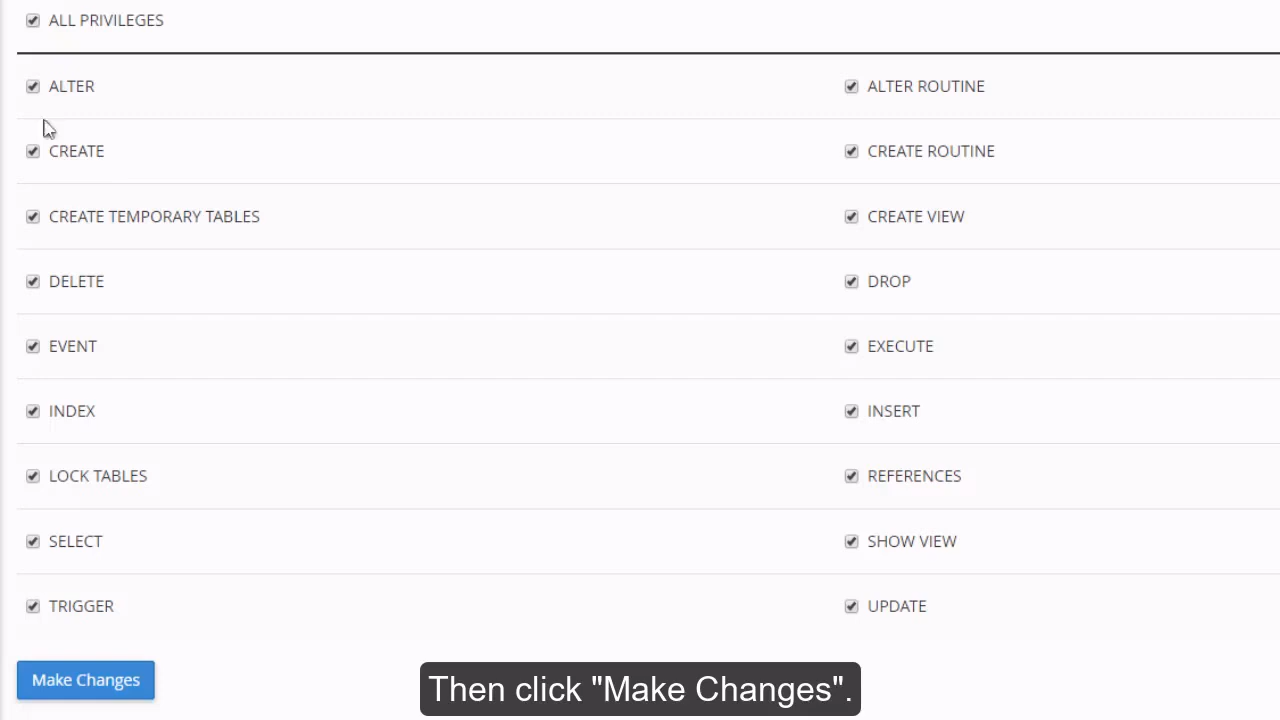 ALL PRIVILEGES
ALTER
ALTER ROUTINE
CREATE
CREATE ROUTINE
CREATE TEMPORARY TABLES
CREATE VIEW
DELETE
DROP
EVENT
EXECUTE
INDEX
INSERT
LOCK TABLES
REFERENCES
SELECT
SHOW VIEW
TRIGGER
UPDATE
Make Changes
Then click "Make Changes".